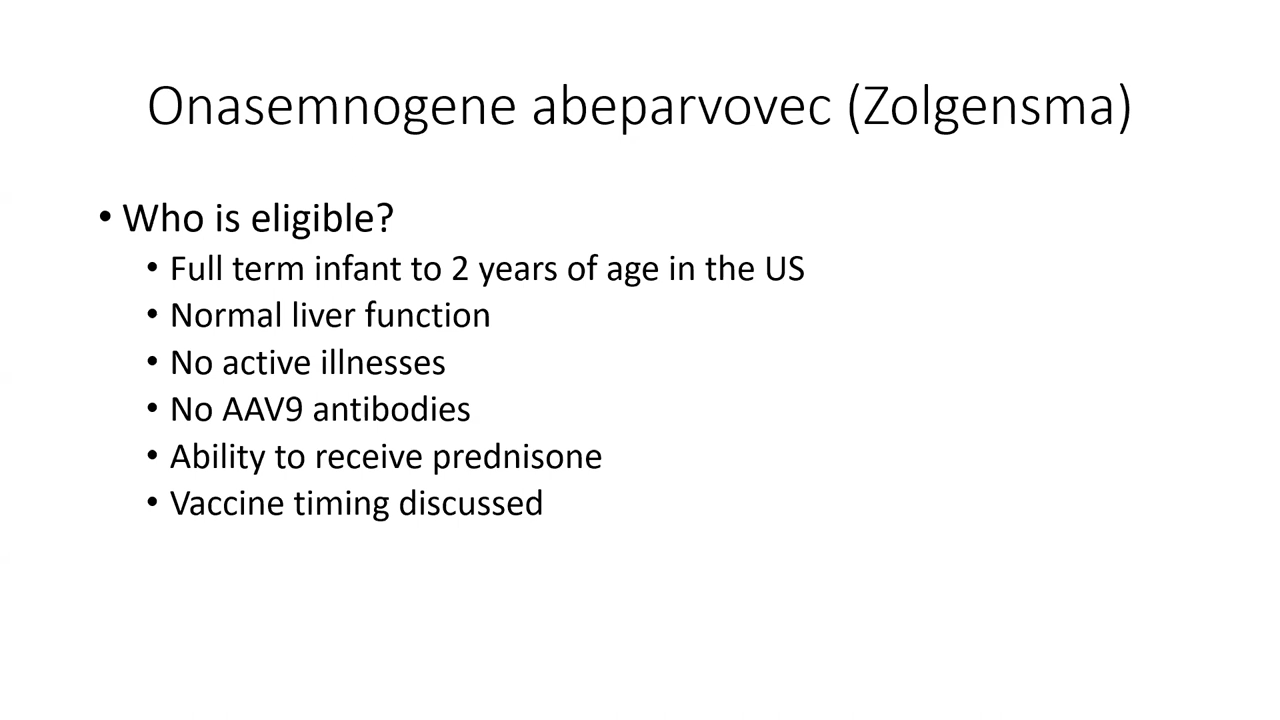 Onasemnogene abeparvovec (Zolgensma)
• Who is eligible?
• Full term infant to 2 years of age in the US
• Normal liver function
• No active illnesses
• No AAV9 antibodies
• Ability to receive prednisone
• Vaccine timing discussed